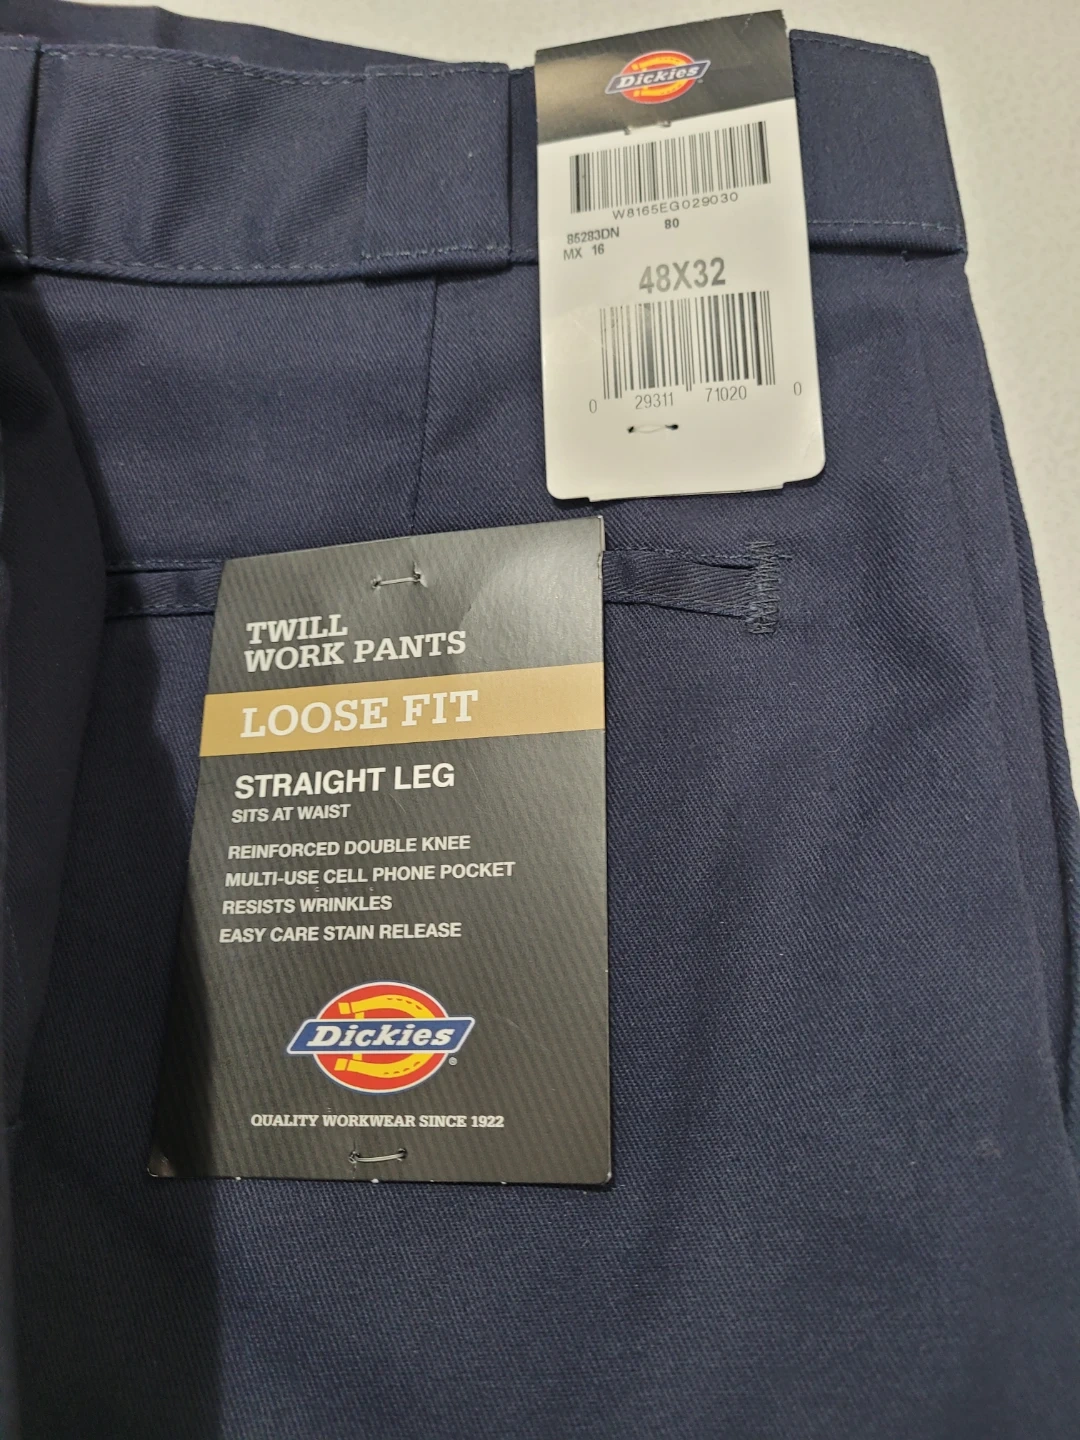 Dickies
W8165EG029030
85283DN 80
MX 16
48X32
0 29311 71020 0
TWILL
WORK PANTS
LOOSE FIT
STRAIGHT LEG
SITS AT WAIST
REINFORCED DOUBLE KNEE
MULTI-USE CELL PHONE POCKET
RESISTS WRINKLES
EASY CARE STAIN RELEASE
Dickies®
QUALITY WORKWEAR SINCE 1922